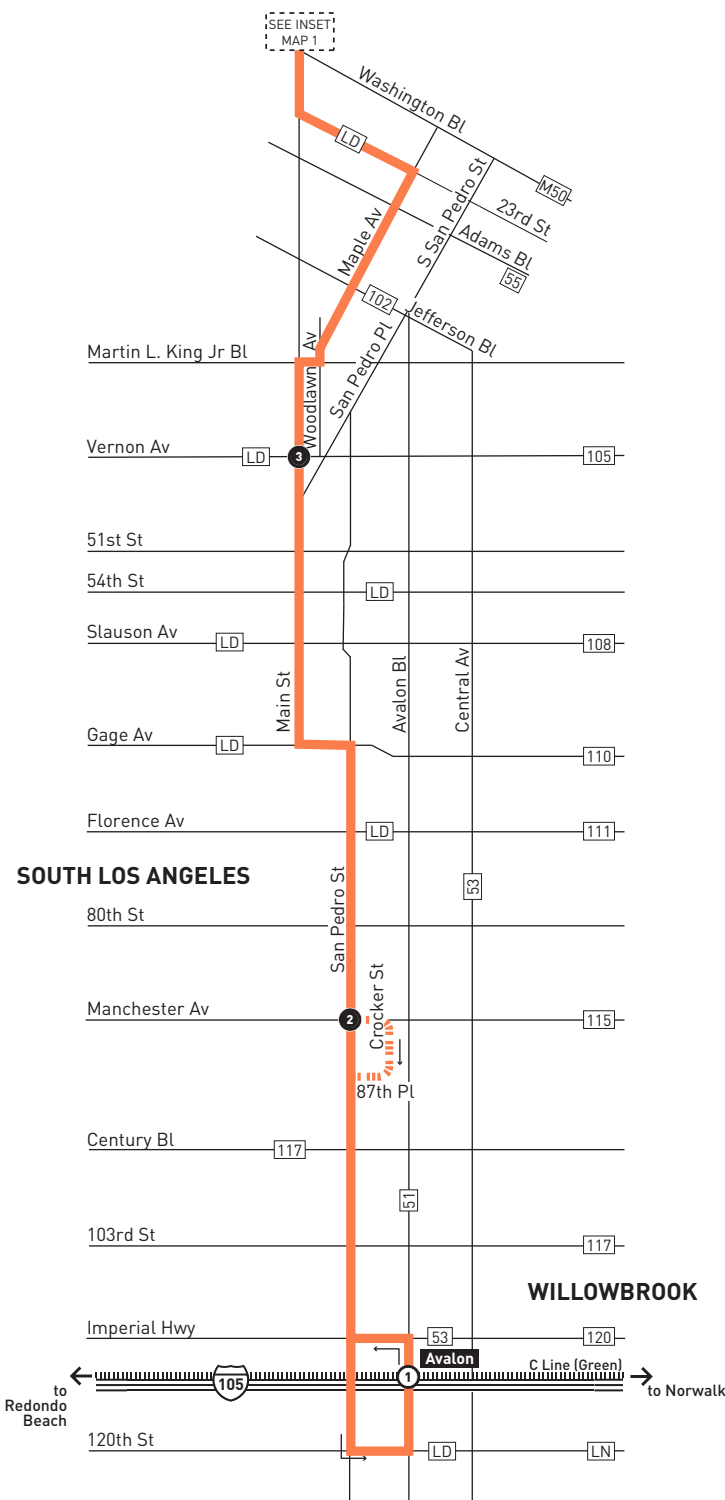 SEE INSET
MAP 1
Washington Bl
LD
M50
S San Pedro St
23rd St
Maple Av
Adams Bl
55
102
Jefferson Bl
San Pedro Pl
Woodlawn Av
Martin L. King Jr Bl
Vernon Av
LD
3
105
51st St
54th St
LD
Slauson Av
LD
108
Main St
Avalon Bl
Central Av
Gage Av
LD
110
Florence Av
LD
111
SOUTH LOS ANGELES
53
80th St
San Pedro St
Crocker St
Manchester Av
2
115
87th Pl
Century Bl
117
51
103rd St
117
WILLOWBROOK
Imperial Hwy
53
120
Avalon
C Line (Green)
105
1
to
Redondo
Beach
to Norwalk
120th St
LD
LN